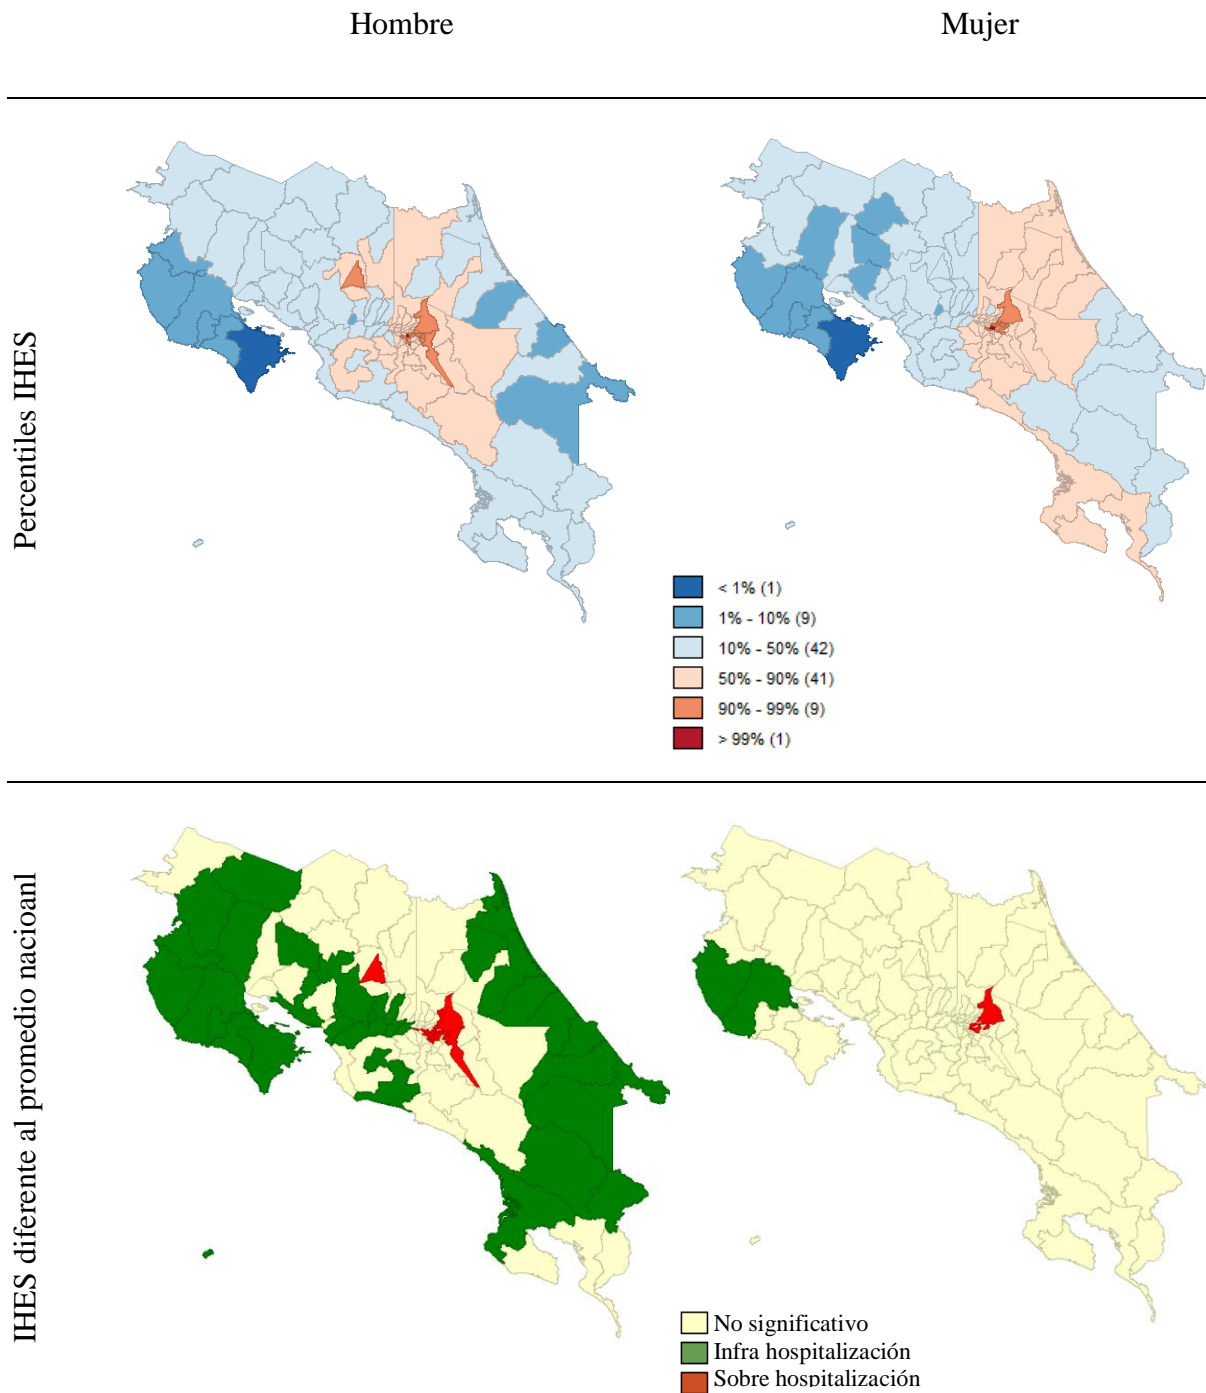 Hombre
Mujer
Percentiles IHES
< 1% (1)
1% - 10% (9)
10% - 50% (42)
50% - 90% (41)
90% - 99% (9)
> 99% (1)
IHES diferente al promedio nacioanl
No significativo
Infra hospitalización
Sobre hospitalización